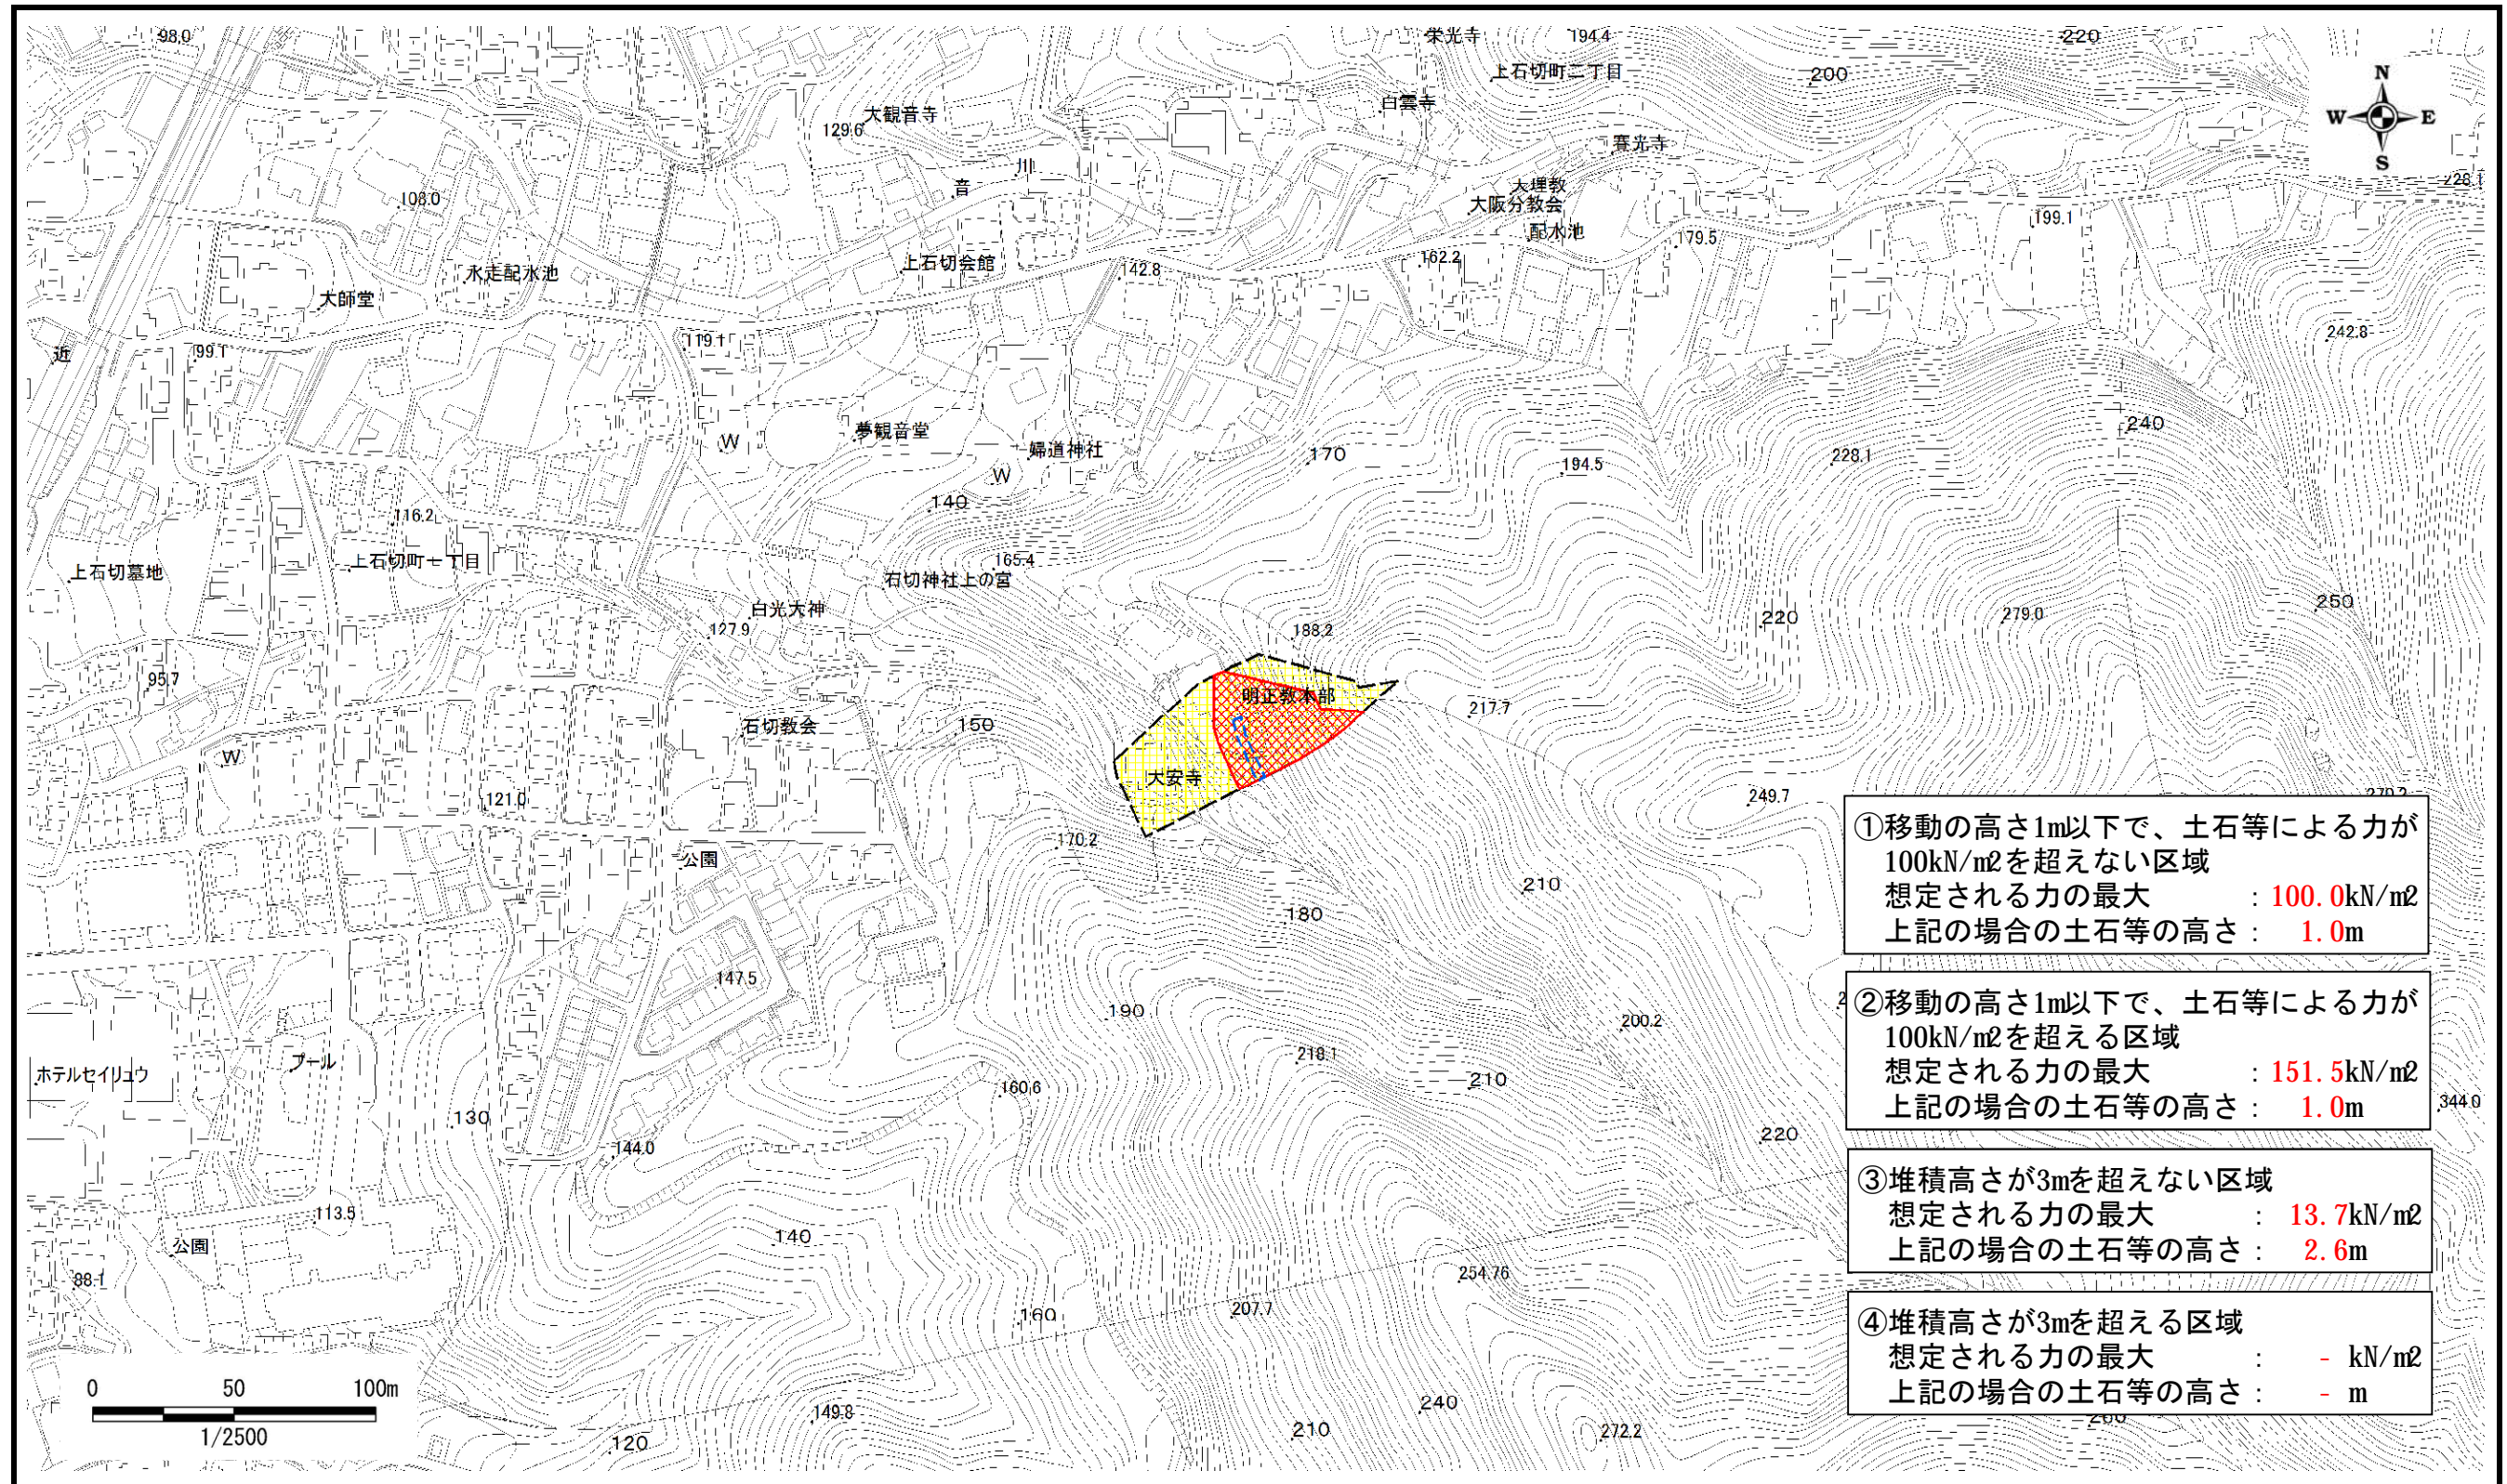 98.0
栄光寺
194.4
220
上石切町二丁目
200
N
大観音寺
白雲寺
129.6
W
E
S
大理教
228.1
川
音
108.0
大阪分教会
199.1
配水池
179.5
上石切会館
162.2
142.8
水走配水池
大師堂
242.8
119.1
近
99.1
240
夢観音堂
W
170
228.1
194.5
W
140
116.2
165.4
上石切町一丁目
上石切墓地
石切神社上の宮
250
白光大神
279.0
220
127.9
188.2
95.7
明正教本部
217.7
150
石切教会
W
大安寺
249.7
121.0
170.2
公園
210
180
147.5
190
200.2
218.1
プール
ホテルセイリュウ
210
160.6
344.0
130
220
144.0
113.5
140
公園
254.76
88.1
207.7
160
240
149.8
210
272.2
120
①移動の高さ1m以下で、土石等による力が
100kN/m2を超えない区域
想定される力の最大 : 100.0kN/m2
上記の場合の土石等の高さ : 1.0m
②移動の高さ1m以下で、土石等による力が
100kN/m2を超える区域
想定される力の最大 : 151.5kN/m2
上記の場合の土石等の高さ : 1.0m
③堆積高さが3mを超えない区域
想定される力の最大 : 13.7kN/m2
上記の場合の土石等の高さ : 2.6m
④堆積高さが3mを超える区域
想定される力の最大 : - kN/m2
上記の場合の土石等の高さ : - m
0 50 100m
1/2500